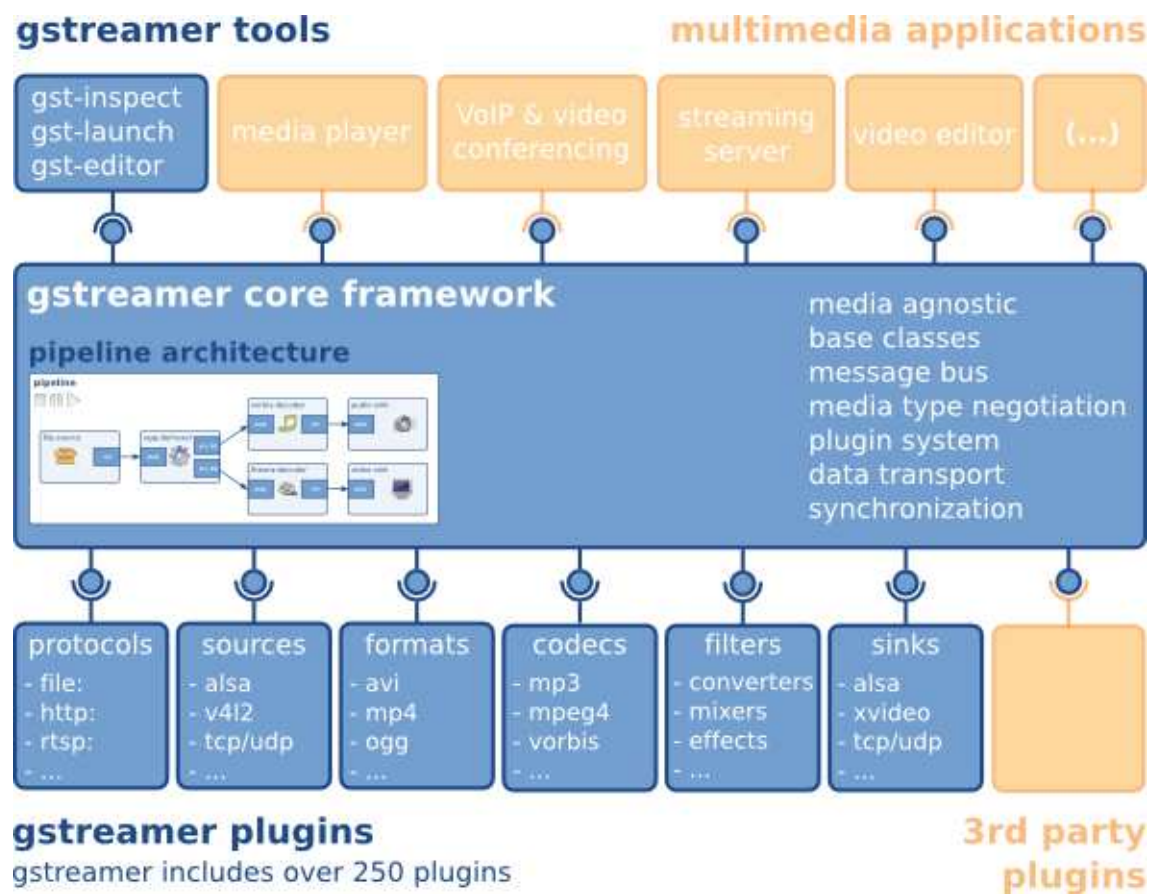 gstreamer tools
multimedia applications
gst-inspect
gst-launch
gst-editor
media player
VoIP & video
conferencing
streaming
server
video editor
(...)
gstreamer core framework
pipeline architecture
pipeline
media agnostic
base classes
message bus
media type negotiation
plugin system
data transport
synchronization
protocols
- file:
- http:
- rtsp:
- ...
sources
- alsa
- v4l2
- tcp/udp
- ...
formats
- avi
- mp4
- ogg
- ...
codecs
- mp3
- mpeg4
- vorbis
- ...
filters
- converters
- mixers
- effects
- ...
sinks
- alsa
- xvideo
- tcp/udp
- ...
gstreamer plugins
gstreamer includes over 250 plugins
3rd party
plugins